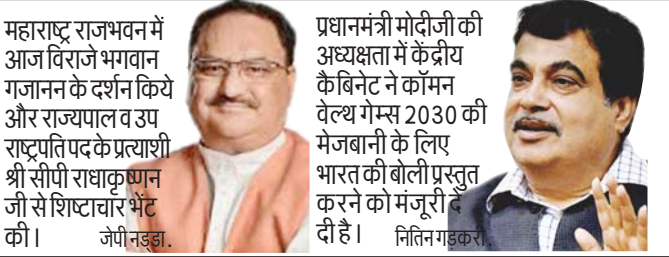 महाराष्ट्र राजभवन में
आज विराजे भगवान
गजानन के दर्शन किये
और राज्यपाल व उप
राष्ट्रपति पद के प्रत्याशी
श्री सीपी राधाकृष्णन
जी से शिष्टाचार भेंट
की। जेपी नड्डा.
प्रधानमंत्री मोदीजी की
अध्यक्षता में केंद्रीय
कैबिनेट ने कॉमन
वेल्थ गेम्स 2030 की
मेजबानी के लिए
भारत की बोली प्रस्तुत
करने को मंजूरी दे
दी है। नितिन गडकरी.